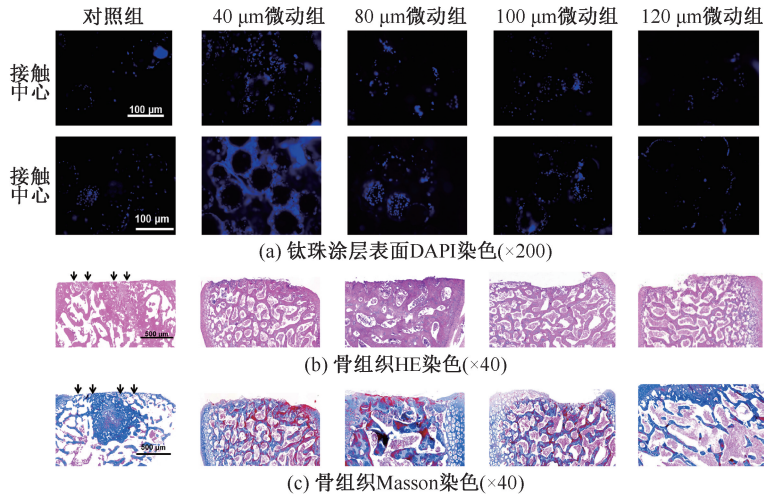 对照组 40 μm微动组 80 μm微动组 100 μm微动组 120 μm微动组
接触
中心
100 μm
接触
中心
100 μm
(a) 钛珠涂层表面DAPI染色(×200)
500 μm
(b) 骨组织HE染色(×40)
500 μm
(c) 骨组织Masson染色(×40)